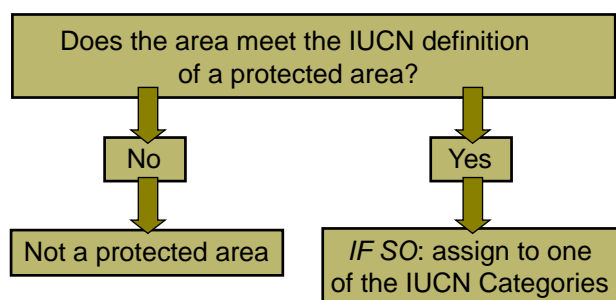 Does the area meet the IUCN definition
of a protected area?
No
Yes
Not a protected area
IF SO: assign to one
of the IUCN Categories